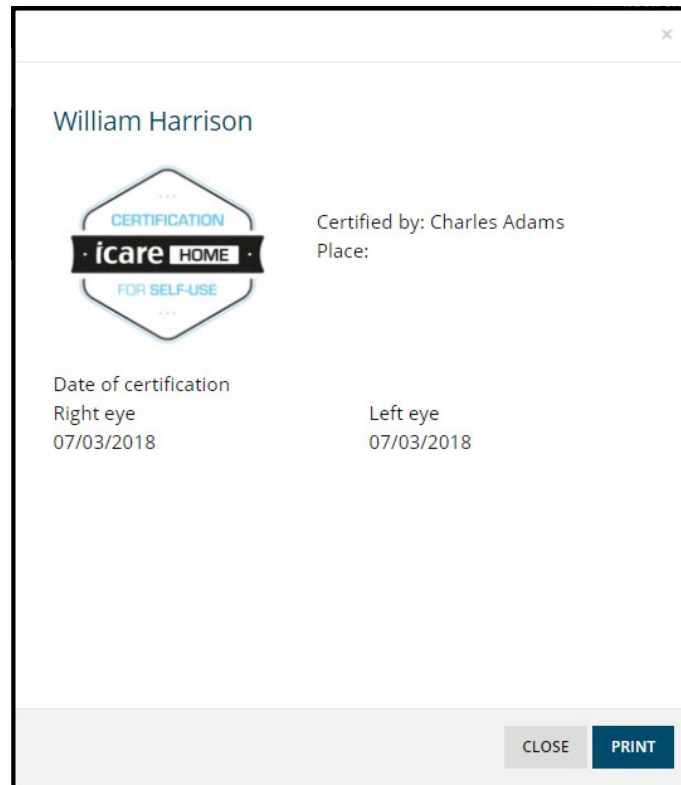 ×
William Harrison
CERTIFICATION
icare HOME
FOR SELF-USE
Certified by: Charles Adams
Place:
Date of certification
Right eye
Left eye
07/03/2018
07/03/2018
CLOSE
PRINT